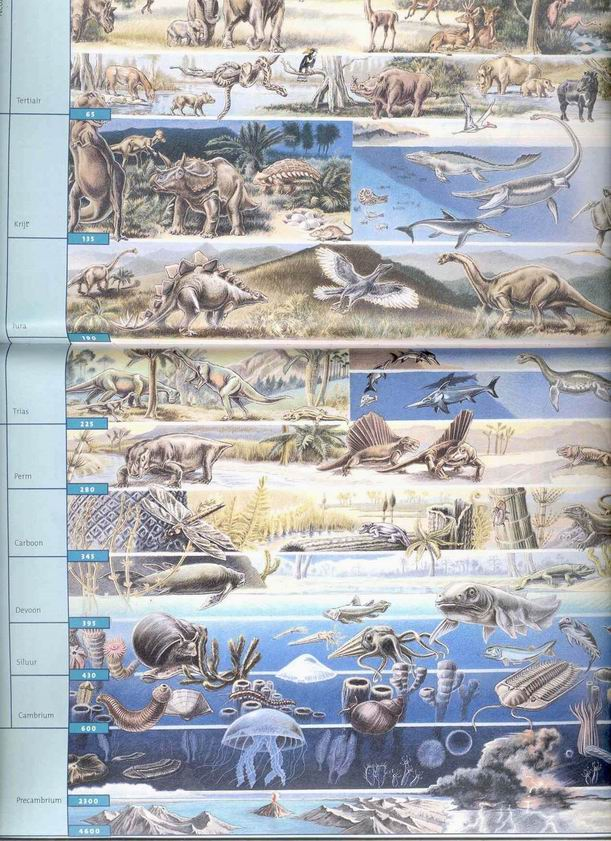 Tertiair
65
Krijt
135
Jura
190
Trias
225
Perm
280
Carboon
345
Devoon
395
Siluur
430
Cambrium
600
Precambrium
2300
4600